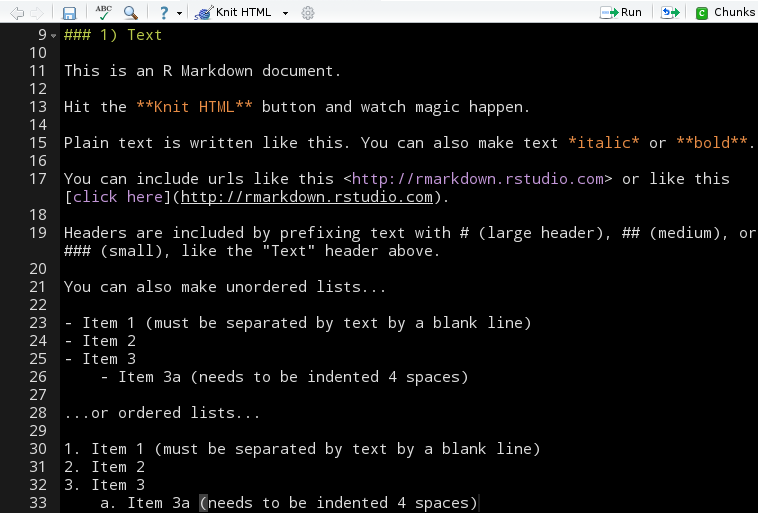 ABC Knit HTML Run Chunks
9 ### 1) Text
10
11 This is an R Markdown document.
12
13 Hit the **Knit HTML** button and watch magic happen.
14
15 Plain text is written like this. You can also make text *italic* or **bold**.
16
17 You can include urls like this <http://rmarkdown.rstudio.com> or like this
[click here](http://rmarkdown.rstudio.com).
18
19 Headers are included by prefixing text with # (large header), ## (medium), or
### (small), like the "Text" header above.
20
21 You can also make unordered lists...
22
23 - Item 1 (must be separated by text by a blank line)
24 - Item 2
25 - Item 3
26     - Item 3a (needs to be indented 4 spaces)
27
28 ...or ordered lists...
29
30 1. Item 1 (must be separated by text by a blank line)
31 2. Item 2
32 3. Item 3
33     a. Item 3a (needs to be indented 4 spaces)